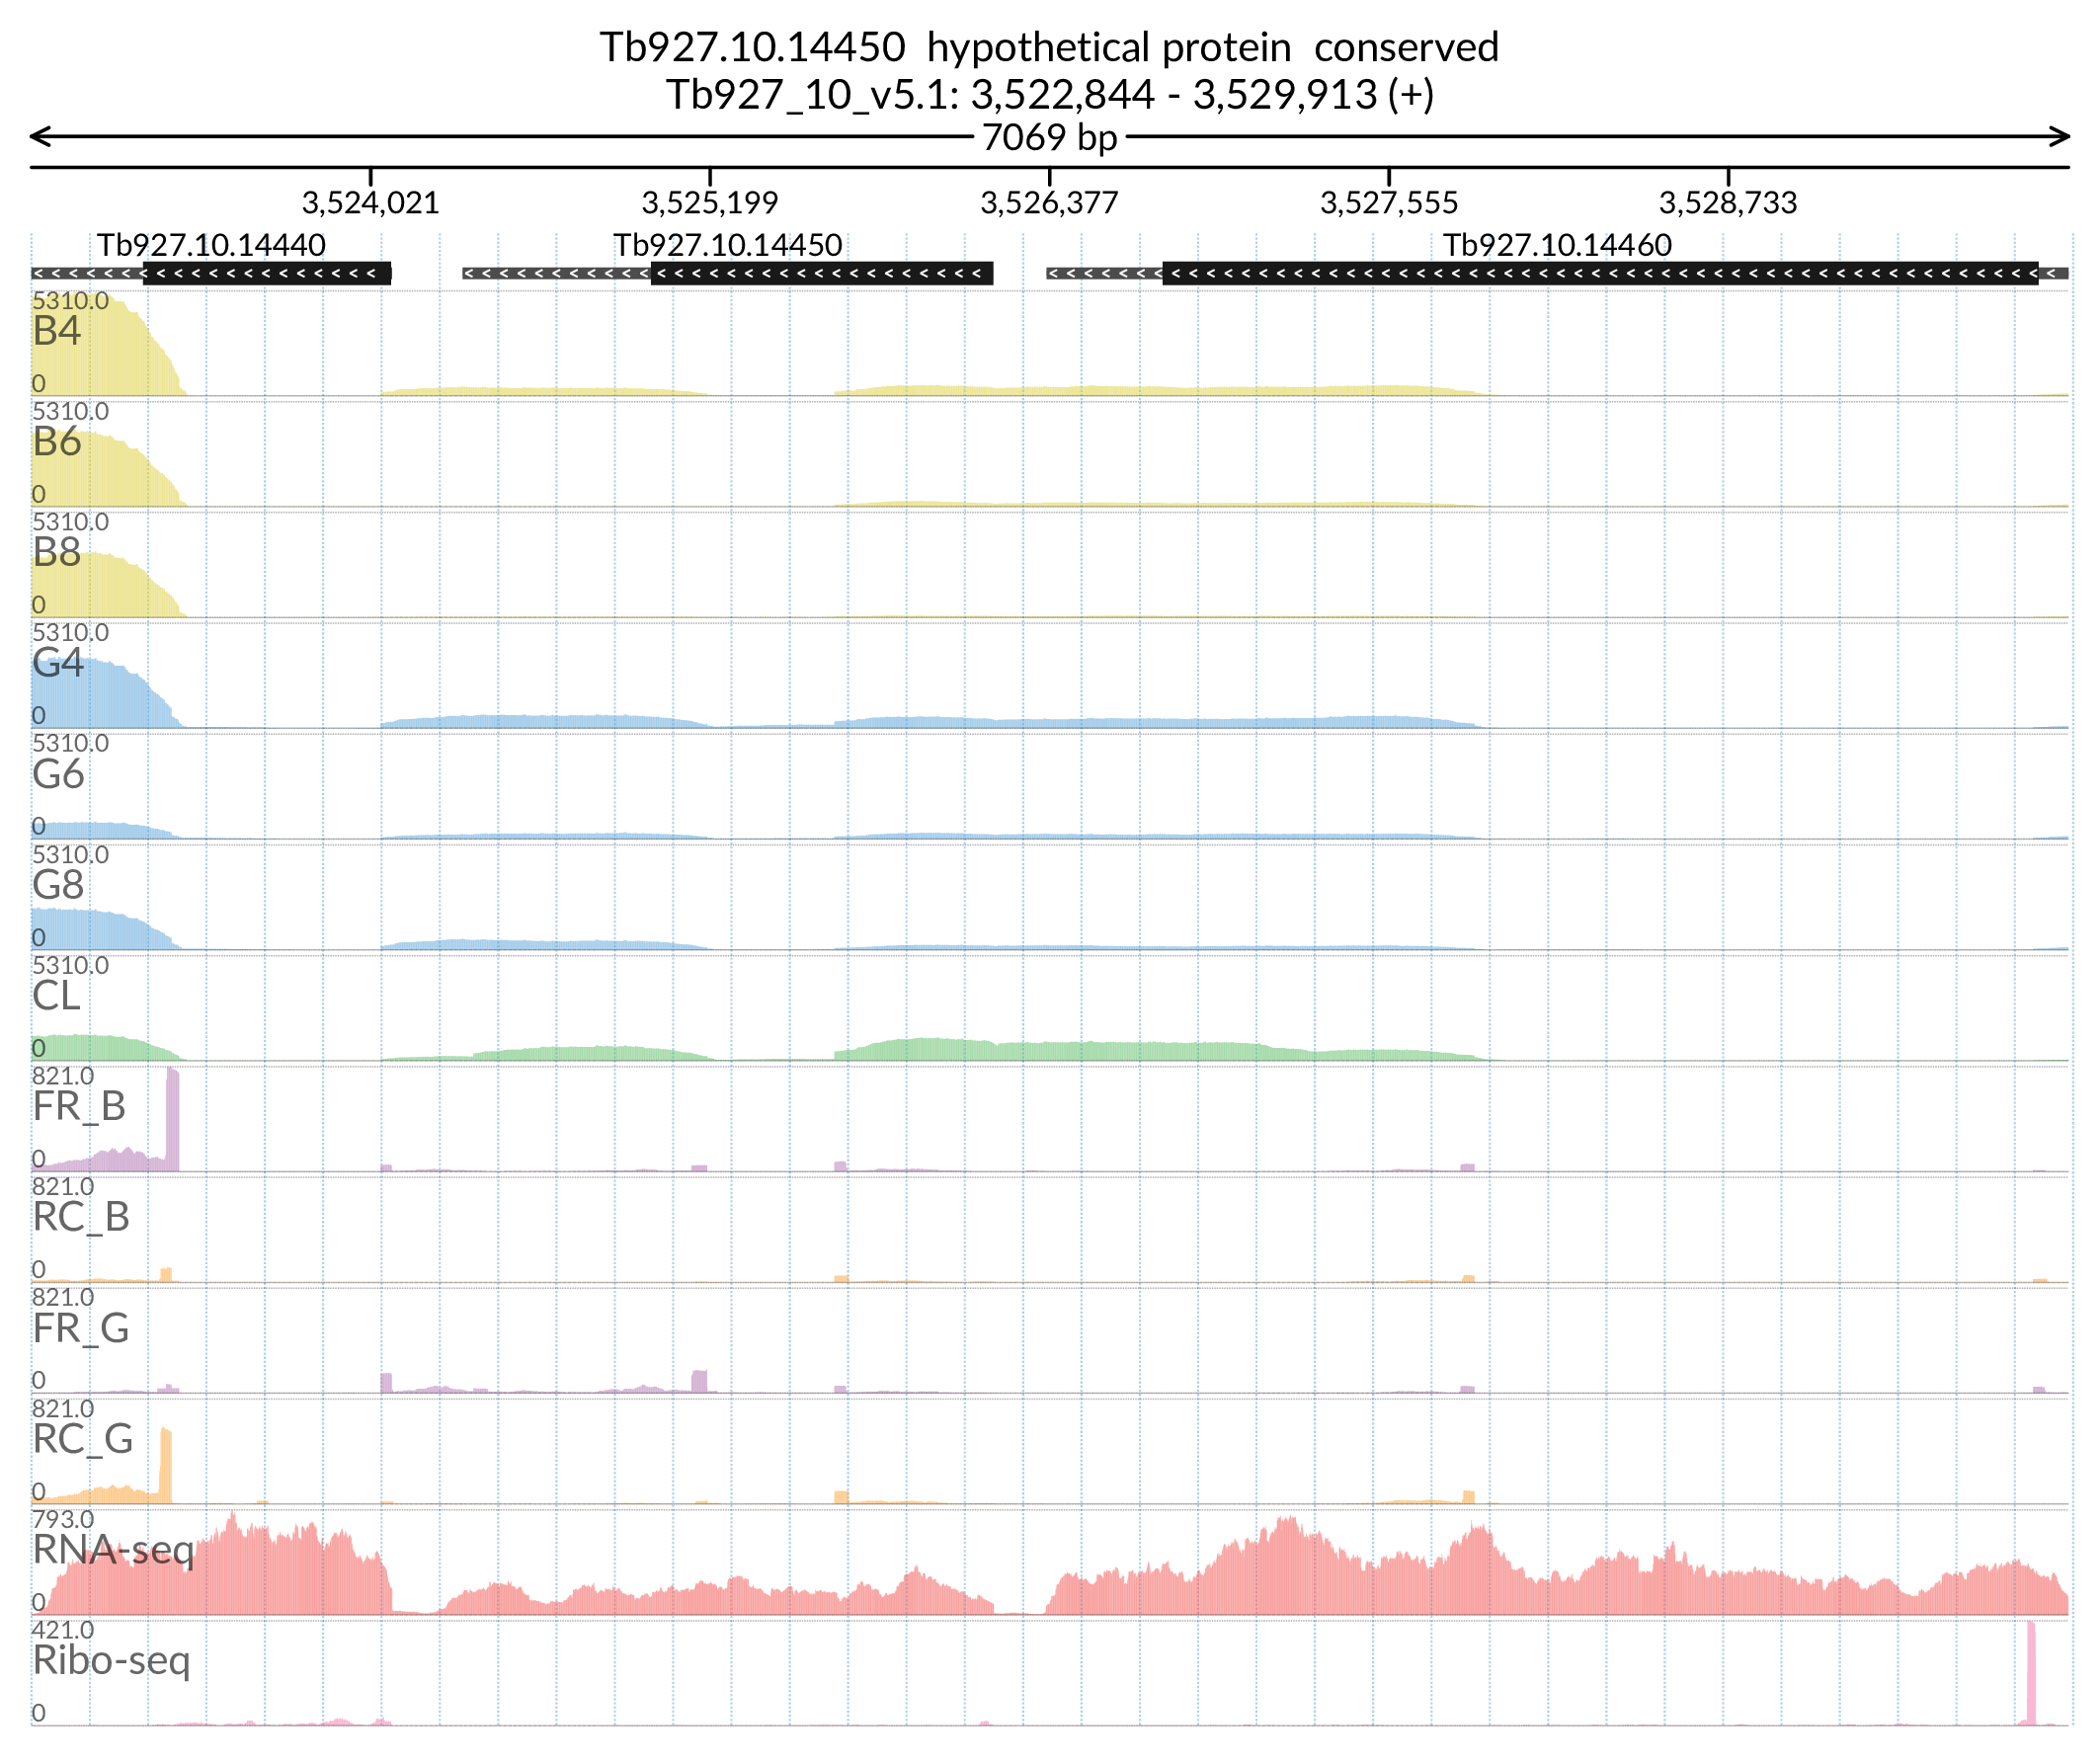 Tb927.10.14450 hypothetical protein conserved
Tb927_10_v5.1: 3,522,844 - 3,529,913 (+)
7069 bp
3,524,021 3,525,199 3,526,377 3,527,555 3,528,733
Tb927.10.14440 Tb927.10.14450 Tb927.10.14460
5310.0
B4
0
5310.0
B6
0
5310.0
B8
0
5310.0
G4
0
5310.0
G6
0
5310.0
G8
0
5310.0
CL
0
821.0
FR_B
0
821.0
RC_B
0
821.0
FR_G
0
821.0
RC_G
0
793.0
RNA-seq
0
421.0
Ribo-seq
0